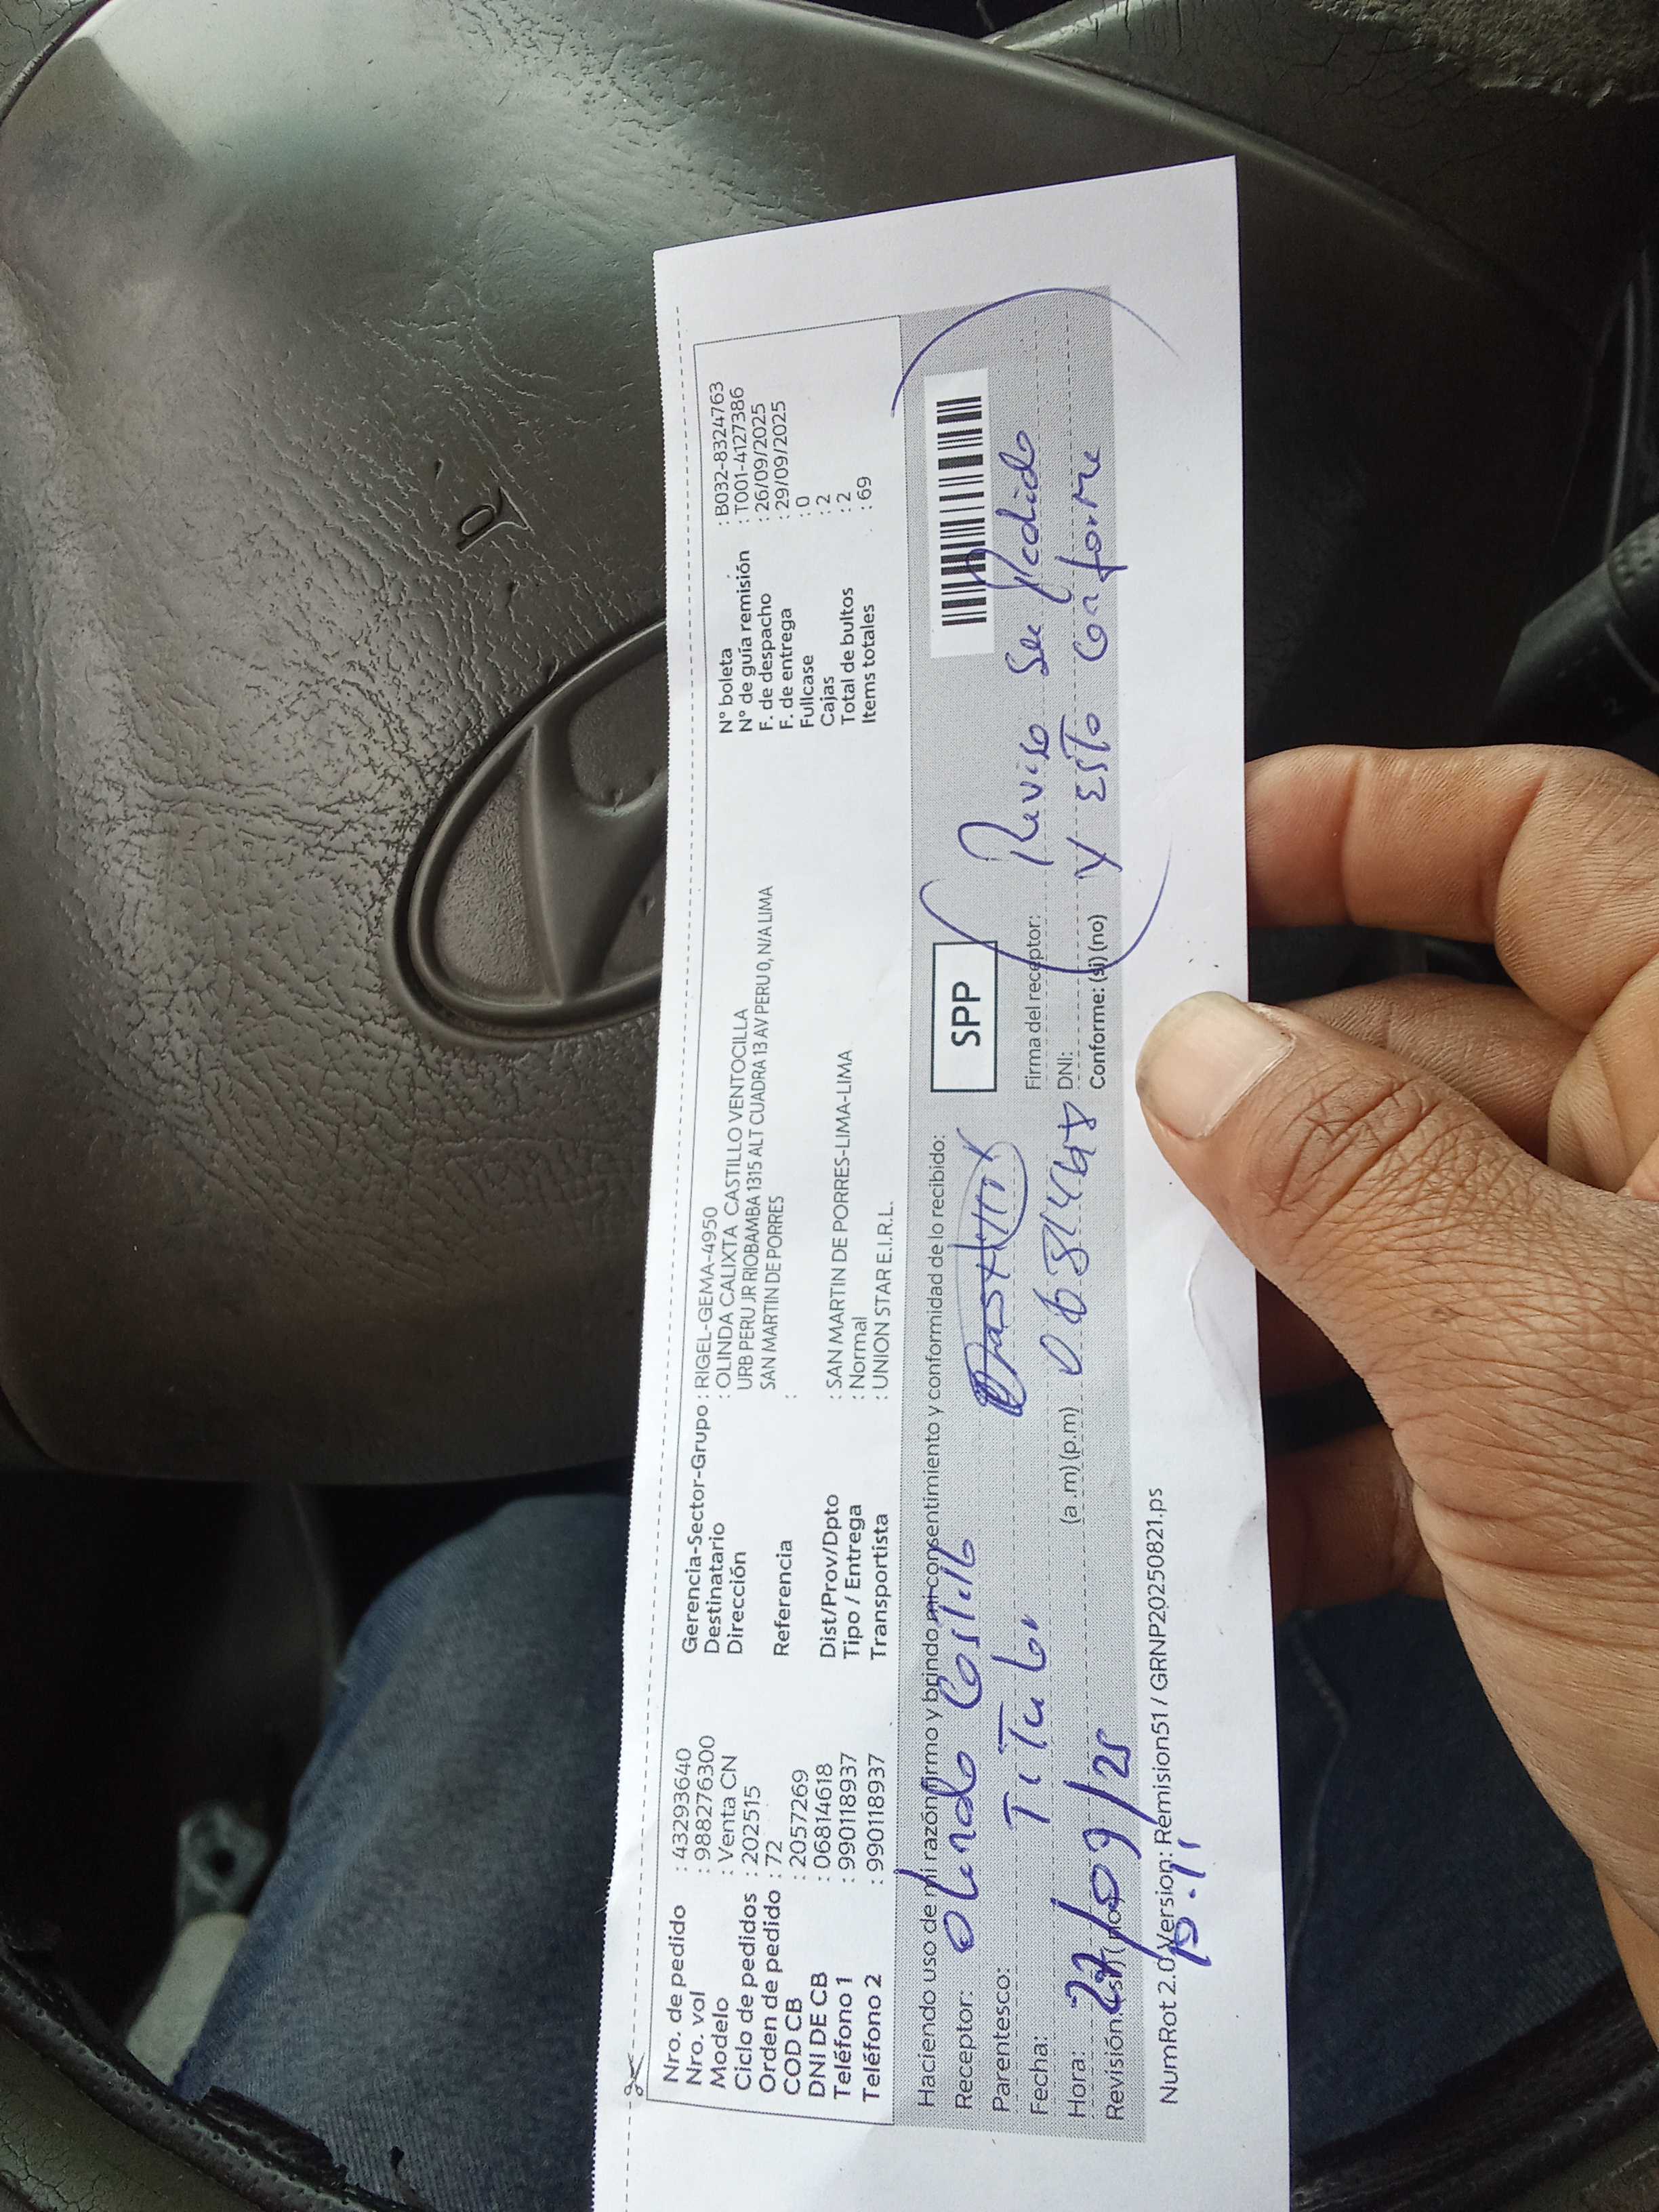 Nro. de pedido : 43293640
Nro. vol : 988276300
Modelo : Venta CN
Ciclo de pedidos : 202515
Orden de pedido : 72
COD CB : 2057269
DNI DE CB : 06814618
Teléfono 1 : 990118937
Teléfono 2 : 990118937
Gerencia-Sector-Grupo : RIGEL-GEMA-4950
Destinatario : OLINDA CALIXTA CASTILLO VENTOCILLA
Dirección URB PERU JR RIOBAMBA 1315 ALT CUADRA 13 AV PERU 0, N/A LIMA
SAN MARTIN DE PORRES
Referencia :
Dist/Prov/Dpto : SAN MARTIN DE PORRES-LIMA-LIMA
Tipo / Entrega : Normal
Transportista : UNION STAR E.I.R.L.
N° boleta : B032-8324763
N° de guía remisión : T001-4127386
F. de despacho : 26/09/2025
F. de entrega : 29/09/2025
Fullcase : 0
Cajas : 2
Total de bultos : 2
Items totales : 69
Haciendo uso de mi razón firmo y brindo mi consentimiento y conformidad de lo recibido:
SPP
Receptor: Olinda Castillo
Parentesco: Titular
Fecha:
Hora: 27/09/25 (a .m) (p.m)
Revisión:
Firma del receptor: Reviso su pedido
DNI:
Conforme: (si) (no) y esta conforme
NumRot 2.0 Version: Remision51 / GRNP20250821.ps